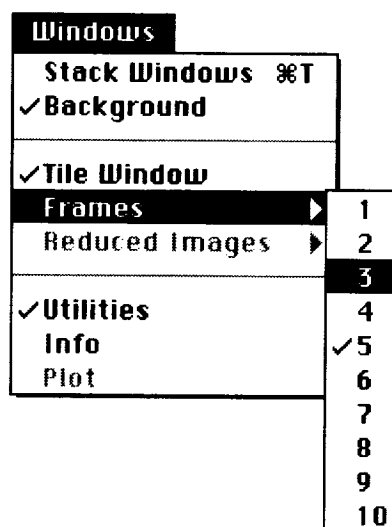 Windows
Stack Windows ⌘T
✓Background
✓Tile Window
Frames ▶
Reduced Images ▶
✓Utilities
Info
Plot
1
2
3
4
✓5
6
7
8
9
10